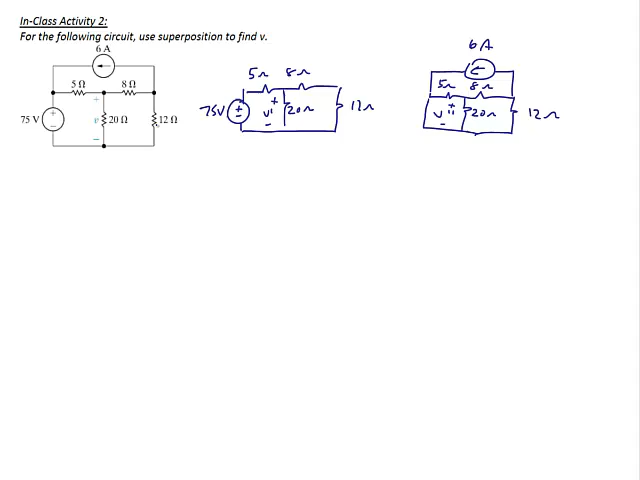 In-Class Activity 2:
For the following circuit, use superposition to find v.
6 A
5 Ω 8 Ω
75 V + − + v − 20 Ω 12 Ω
5Ω 8Ω
75V + − + v' − 20Ω 12Ω
6 A
5Ω 8Ω
+ v'' − 20Ω 12Ω